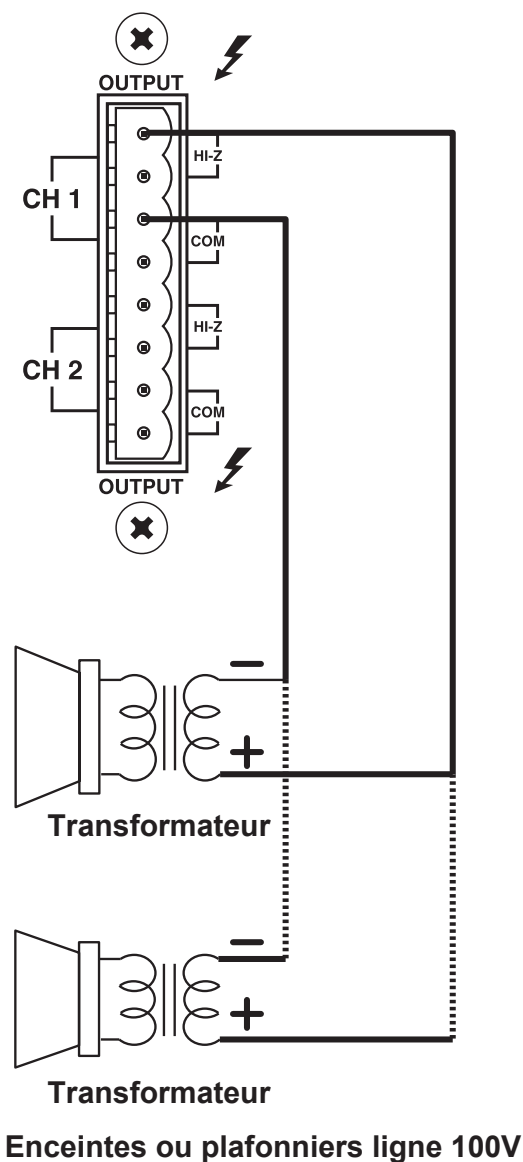 OUTPUT
HI-Z
CH 1
COM
HI-Z
CH 2
COM
OUTPUT
−
+
Transformateur
−
+
Transformateur
Enceintes ou plafonniers ligne 100V